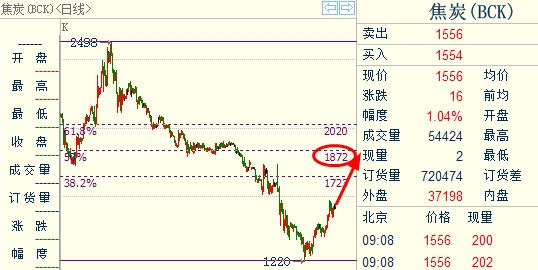 焦炭(BCK)<日线>
K
开 盘
最 高
最 低
收 盘
成交量
订货量
涨 跌
幅 度
2498
61.8%
2020
1872
38.2%
1220
焦炭(BCK)
卖出 1556
买入 1554
现价 1556 均价
涨跌 16 前均
幅度 1.04% 开盘
成交量 54424 最高
现量 2 最低
订货量 720474 订货差
外盘 37198 内盘
北京 价格 现量
09:08 1556 200
09:08 1556 202